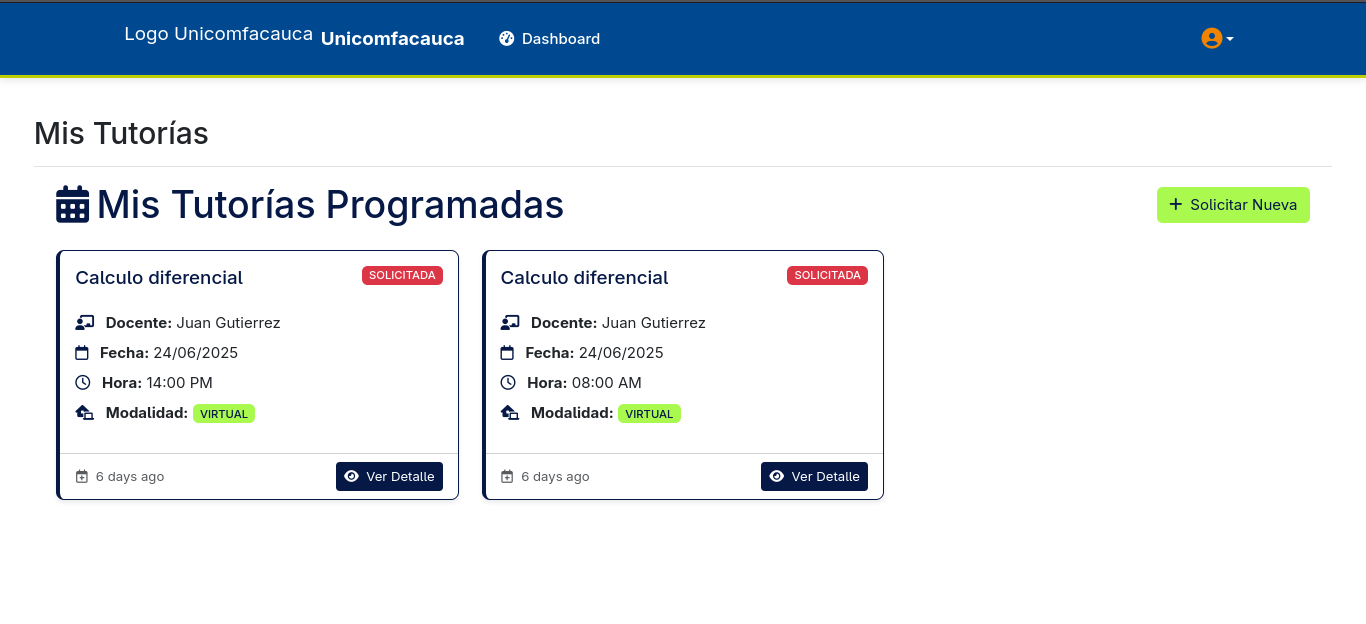 Logo Unicomfacauca Unicomfacauca Dashboard
Mis Tutorías
Mis Tutorías Programadas
Solicitar Nueva
Calculo diferencial SOLICITADA
Docente: Juan Gutierrez
Fecha: 24/06/2025
Hora: 14:00 PM
Modalidad: VIRTUAL
6 days ago Ver Detalle
Calculo diferencial SOLICITADA
Docente: Juan Gutierrez
Fecha: 24/06/2025
Hora: 08:00 AM
Modalidad: VIRTUAL
6 days ago Ver Detalle